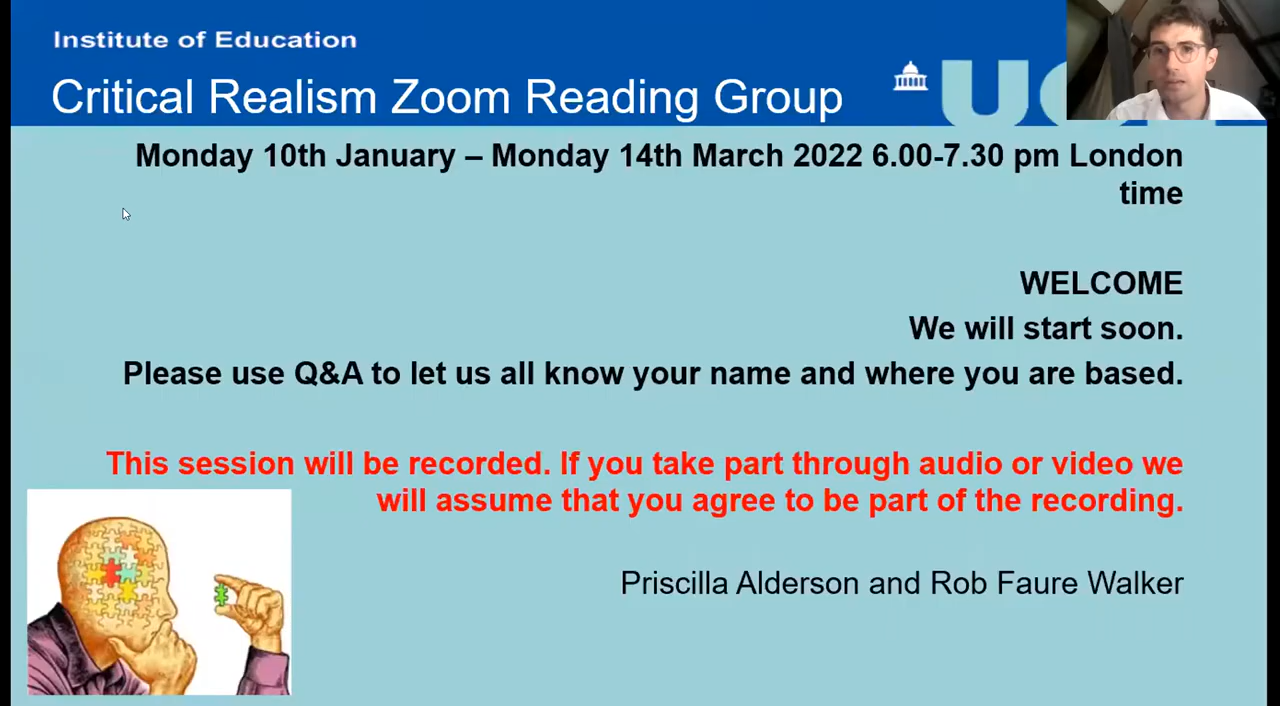 Institute of Education
Critical Realism Zoom Reading Group
Monday 10th January – Monday 14th March 2022 6.00-7.30 pm London
time
WELCOME
We will start soon.
Please use Q&A to let us all know your name and where you are based.
This session will be recorded. If you take part through audio or video we
will assume that you agree to be part of the recording.
Priscilla Alderson and Rob Faure Walker